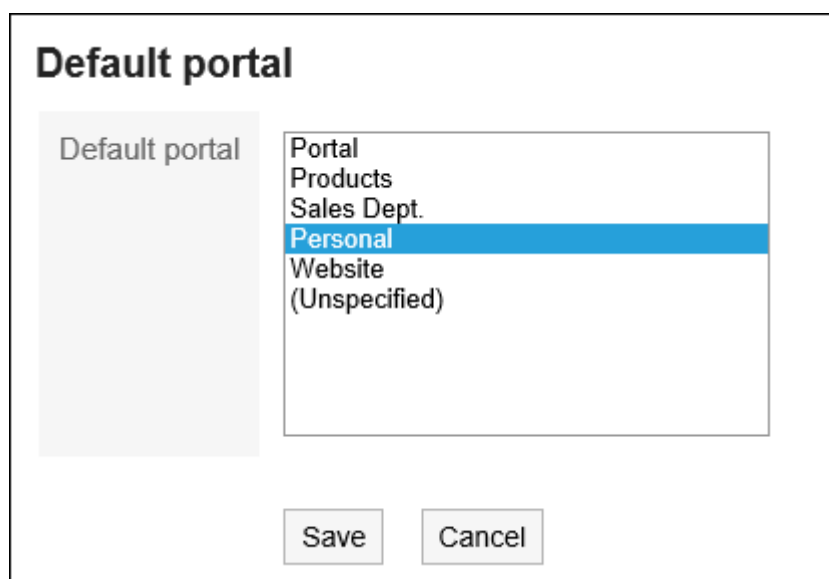 Default portal
Default portal
Portal
Products
Sales Dept.
Personal
Website
(Unspecified)
Save
Cancel